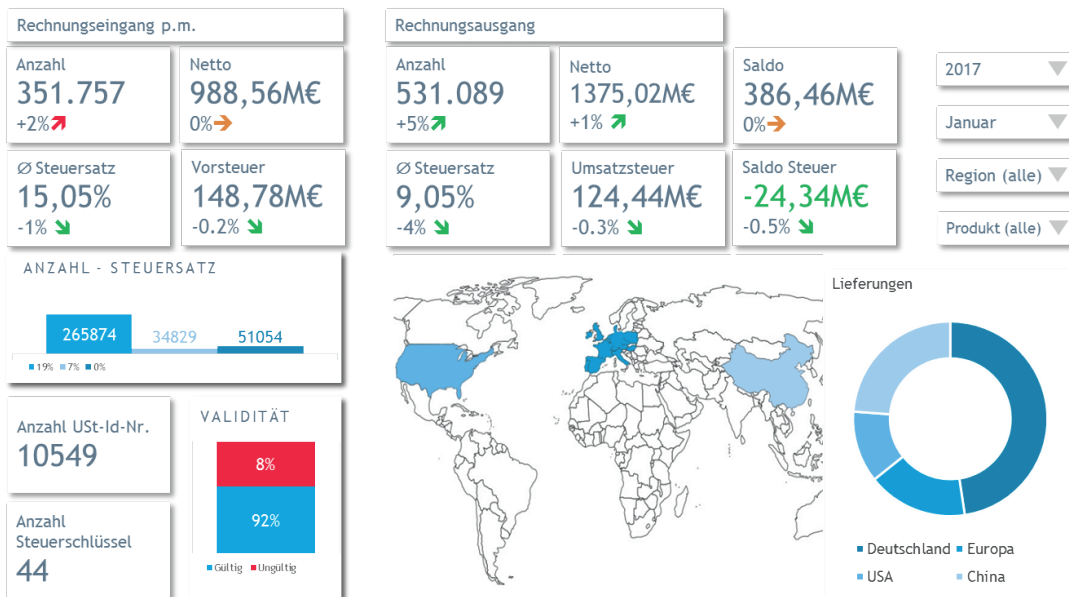 Rechnungseingang p.m.
Anzahl
351.757
+2%
Netto
988,56M€
0%
Ø Steuersatz
15,05%
-1%
Vorsteuer
148,78M€
-0.2%
Rechnungsausgang
Anzahl
531.089
+5%
Netto
1375,02M€
+1%
Saldo
386,46M€
0%
Ø Steuersatz
9,05%
-4%
Umsatzsteuer
124,44M€
-0.3%
Saldo Steuer
-24,34M€
-0.5%
2017
Januar
Region (alle)
Produkt (alle)
ANZAHL - STEUERSATZ
265874 34829 51054
19% 7% 0%
Anzahl USt-Id-Nr.
10549
Anzahl
Steuerschlüssel
44
VALIDITÄT
8%
92%
Gültig Ungültig
Lieferungen
Deutschland Europa
USA China